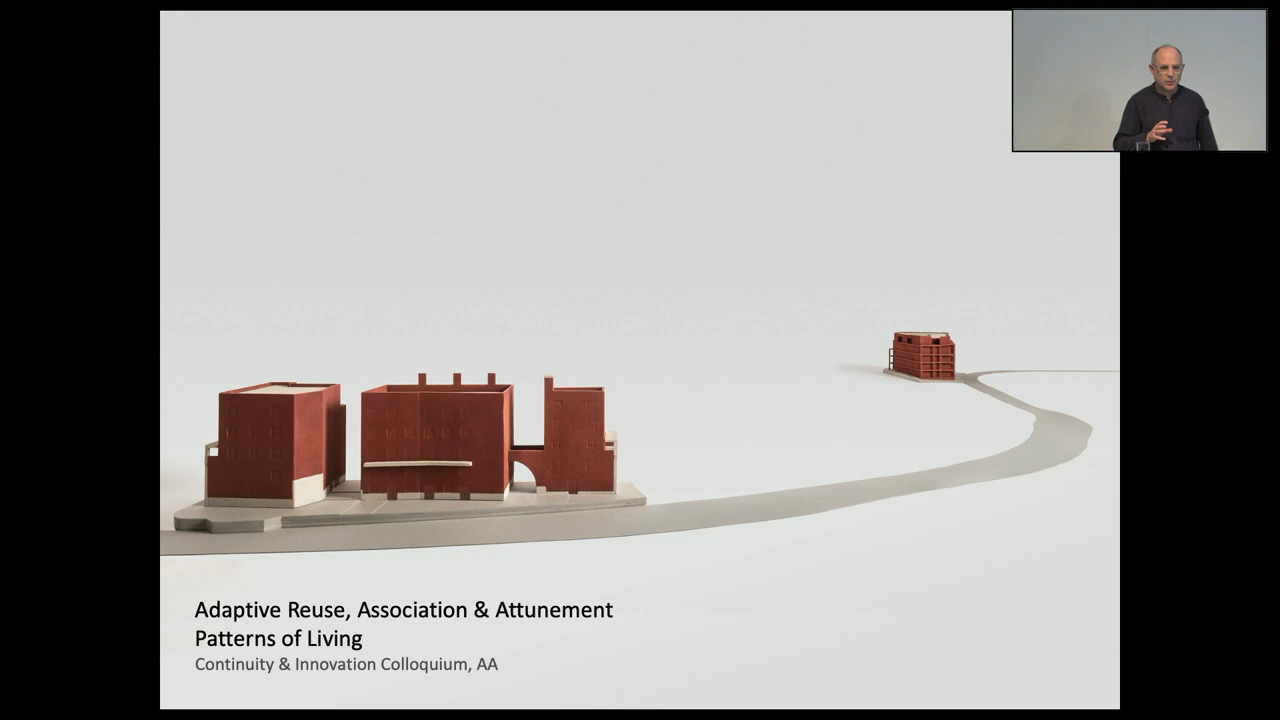 Adaptive Reuse, Association & Attunement
Patterns of Living
Continuity & Innovation Colloquium, AA